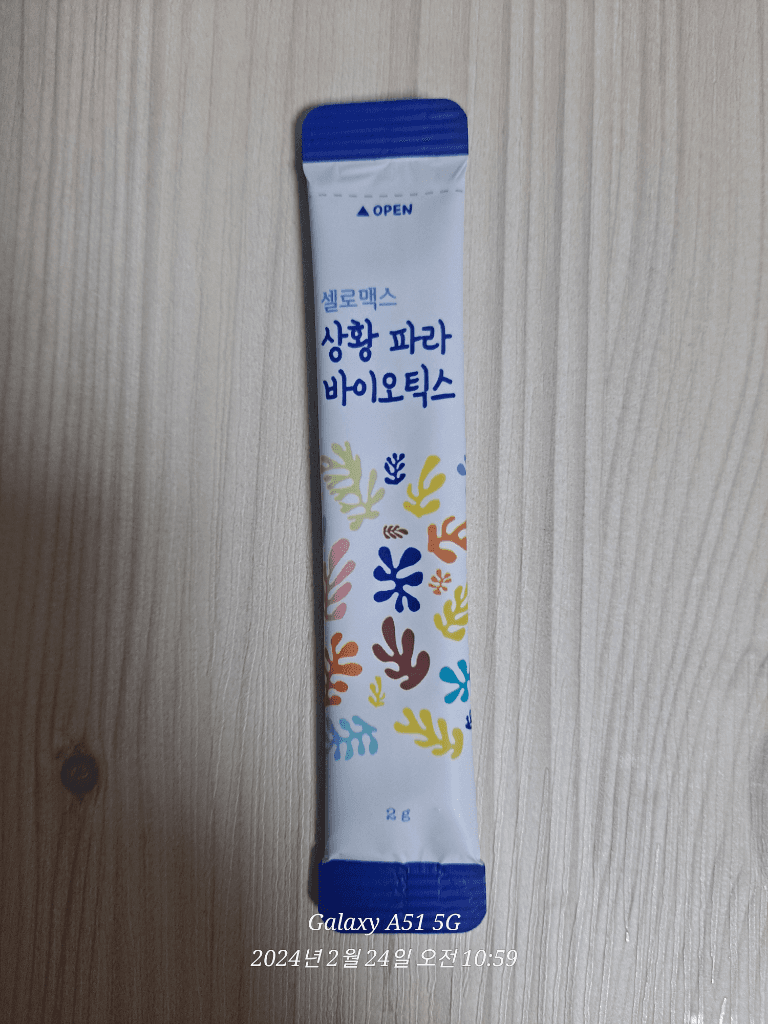 ▲ OPEN
셀로맥스
상황 파라
바이오틱스
2 g
Galaxy A51 5G
2024년 2월 24일 오전 10:59